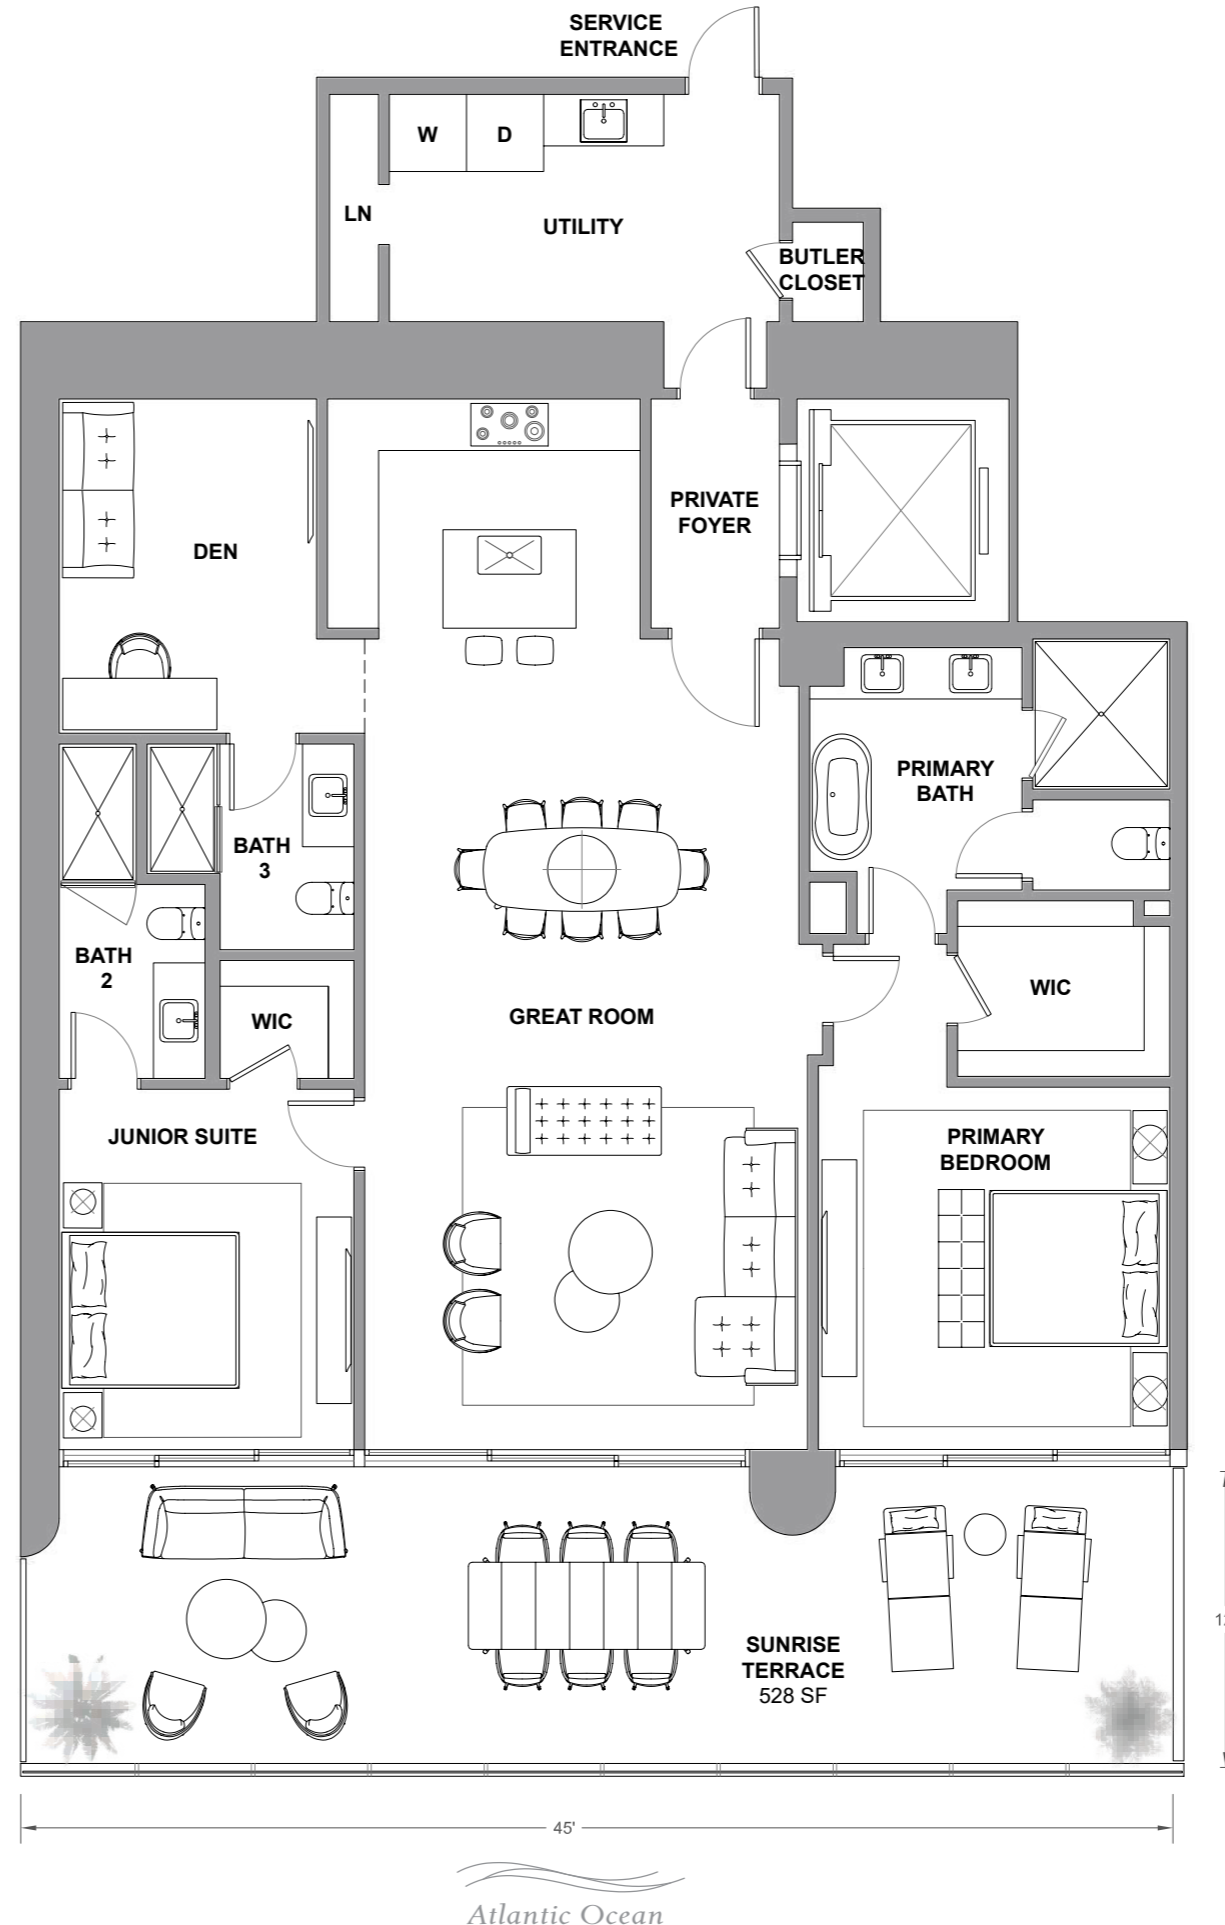 SERVICE
ENTRANCE
W
D
LN
UTILITY
BUTLER
CLOSET
PRIVATE
FOYER
DEN
PRIMARY
BATH
BATH
3
BATH
2
WIC
GREAT ROOM
WIC
JUNIOR SUITE
PRIMARY
BEDROOM
SUNRISE
TERRACE
528 SF
45'
Atlantic Ocean